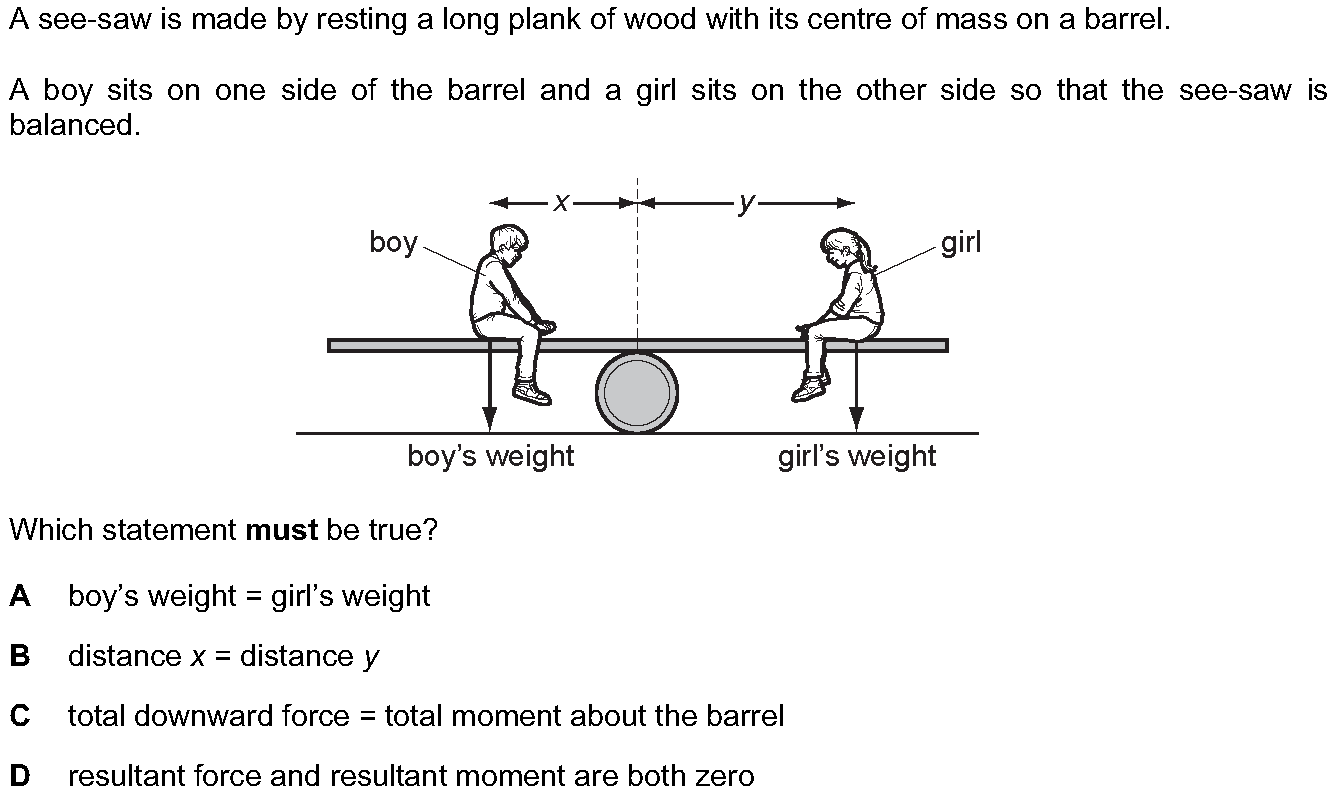 A see-saw is made by resting a long plank of wood with its centre of mass on a barrel.
A boy sits on one side of the barrel and a girl sits on the other side so that the see-saw is
balanced.
x
y
boy
girl
boy's weight
girl's weight
Which statement must be true?
A boy's weight = girl's weight
B distance x = distance y
C total downward force = total moment about the barrel
D resultant force and resultant moment are both zero